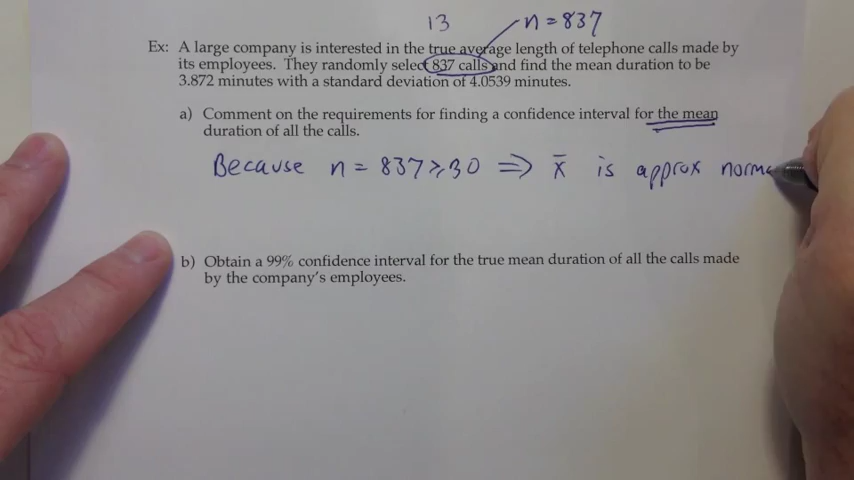 13 n = 837
Ex: A large company is interested in the true average length of telephone calls made by
its employees. They randomly select 837 calls and find the mean duration to be
3.872 minutes with a standard deviation of 4.0539 minutes.
a) Comment on the requirements for finding a confidence interval for the mean
duration of all the calls.
Because n = 837 ≥ 30 ⇒ x̄ is approx norma
b) Obtain a 99% confidence interval for the true mean duration of all the calls made
by the company's employees.